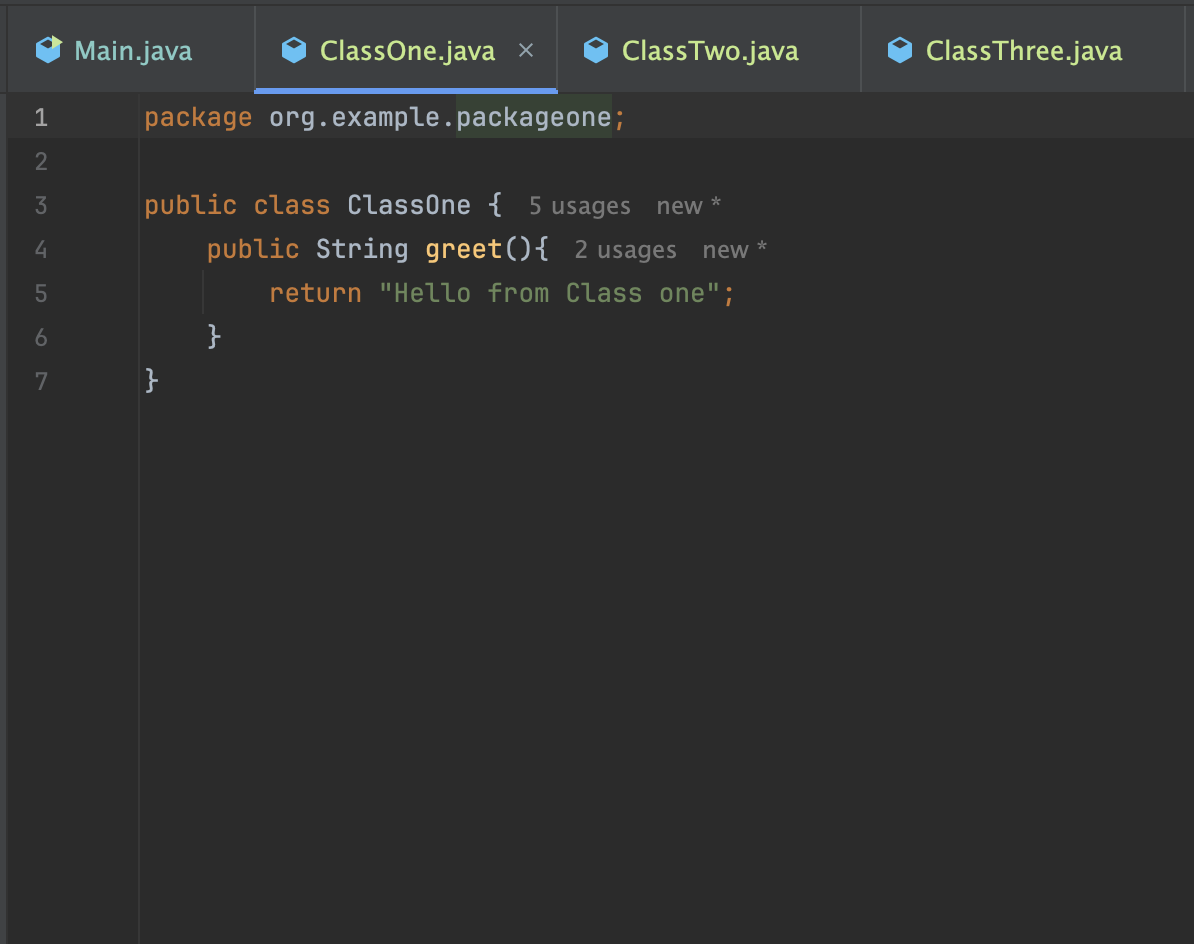 Main.java ClassOne.java × ClassTwo.java ClassThree.java
1 package org.example.packageone;
2
3 public class ClassOne { 5 usages new *
4 public String greet(){ 2 usages new *
5 return "Hello from Class one";
6 }
7 }